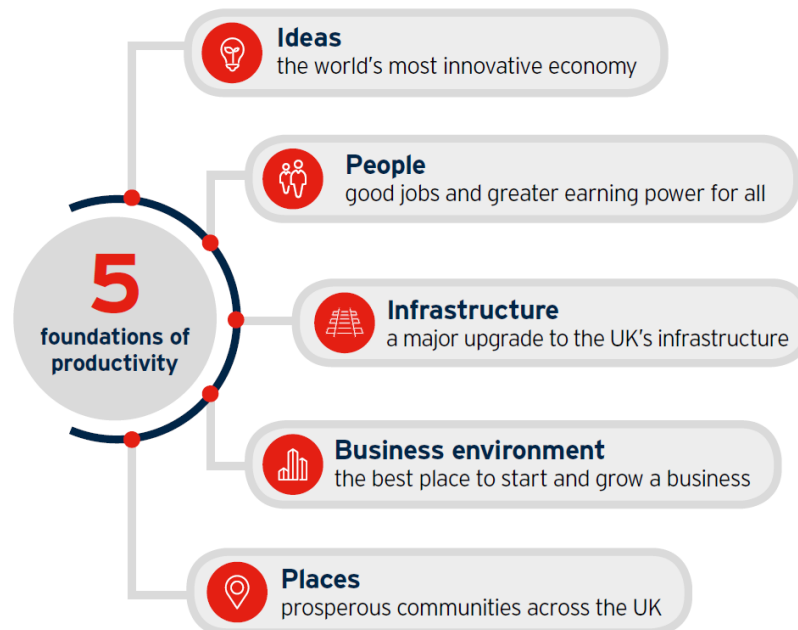 Ideas
the world's most innovative economy
People
good jobs and greater earning power for all
5
foundations of
productivity
Infrastructure
a major upgrade to the UK's infrastructure
Business environment
the best place to start and grow a business
Places
prosperous communities across the UK